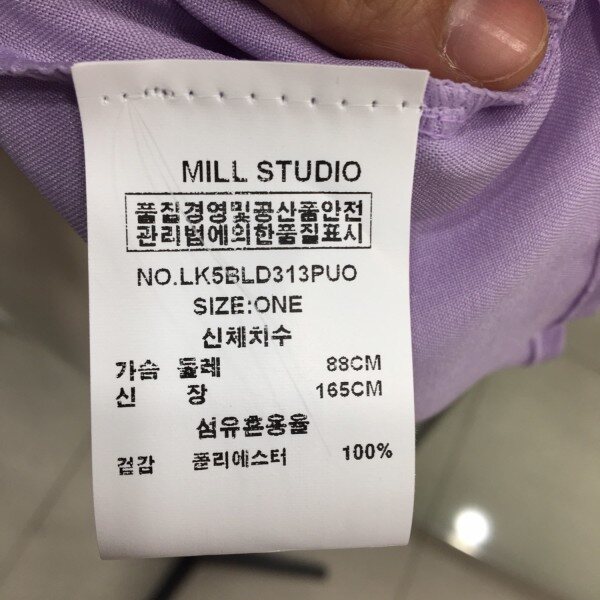 MILL STUDIO
품질경영및공산품안전
관리법에의한품질표시
NO.LK5BLD313PUO
SIZE:ONE
신체치수
가슴 둘레 88CM
신 장 165CM
섬유혼용율
겉감 폴리에스터 100%